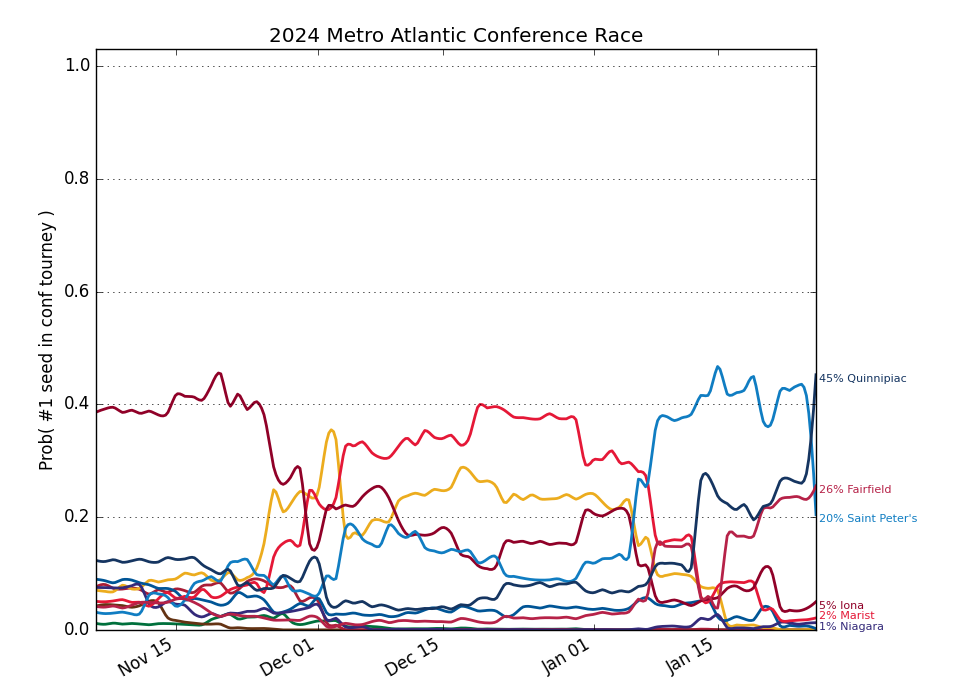 2024 Metro Atlantic Conference Race
Prob( #1 seed in conf tourney )
1.0
0.8
0.6
0.4
0.2
0.0
Nov 15
Dec 01
Dec 15
Jan 01
Jan 15
45% Quinnipiac
26% Fairfield
20% Saint Peter's
5% Iona
2% Marist
1% Niagara